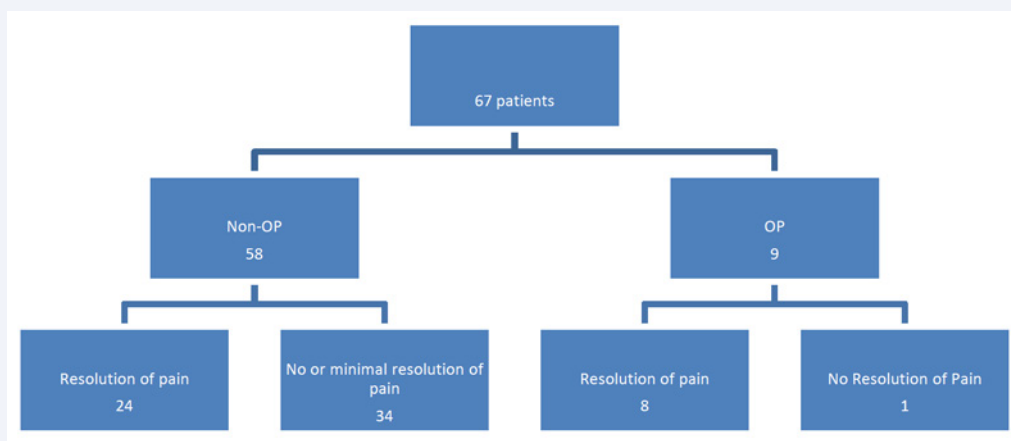 67 patients
Non-OP
58
OP
9
Resolution of pain
24
No or minimal resolution of
pain
34
Resolution of pain
8
No Resolution of Pain
1